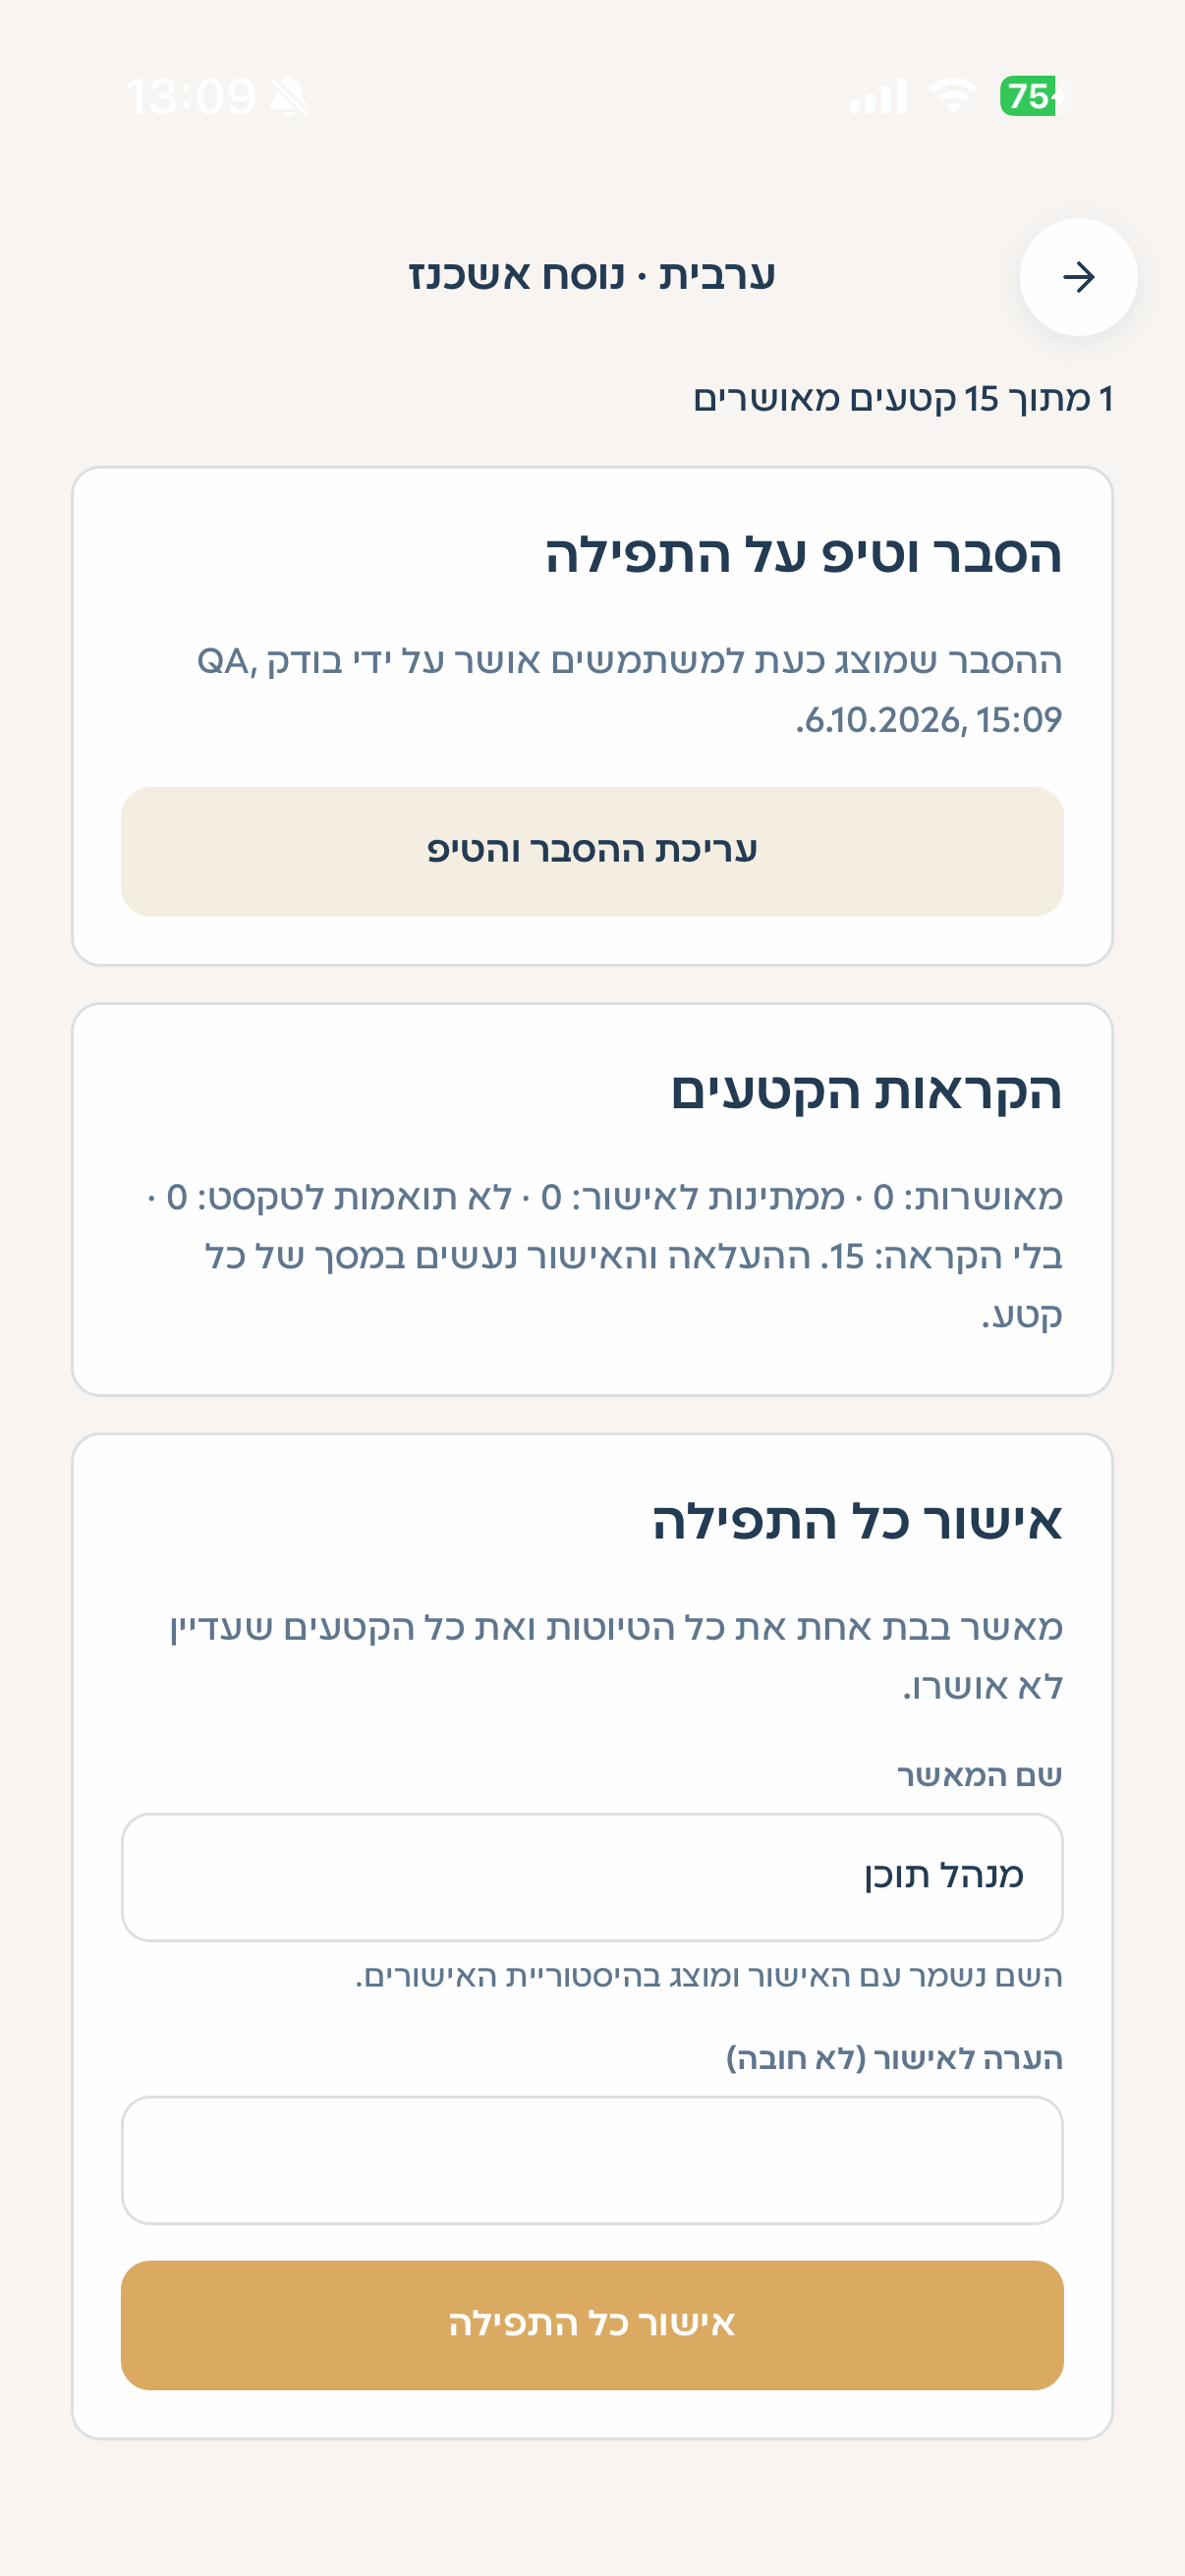 13:09
75
ערבית · נוסח אשכנז
1 מתוך 15 קטעים מאושרים
הסבר וטיפ על התפילה
ההסבר שמוצג כעת למשתמשים אושר על ידי בודק QA,
6.10.2026, 15:09.
עריכת ההסבר והטיפ
הקראות הקטעים
מאושרות: 0 · ממתינות לאישור: 0 · לא תואמות לטקסט: 0 ·
בלי הקראה: 15. ההעלאה והאישור נעשים במסך של כל
קטע.
אישור כל התפילה
מאשר בבת אחת את כל הטיוטות ואת כל הקטעים שעדיין
לא אושרו.
שם המאשר
מנהל תוכן
השם נשמר עם האישור ומוצג בהיסטוריית האישורים.
הערה לאישור (לא חובה)
אישור כל התפילה